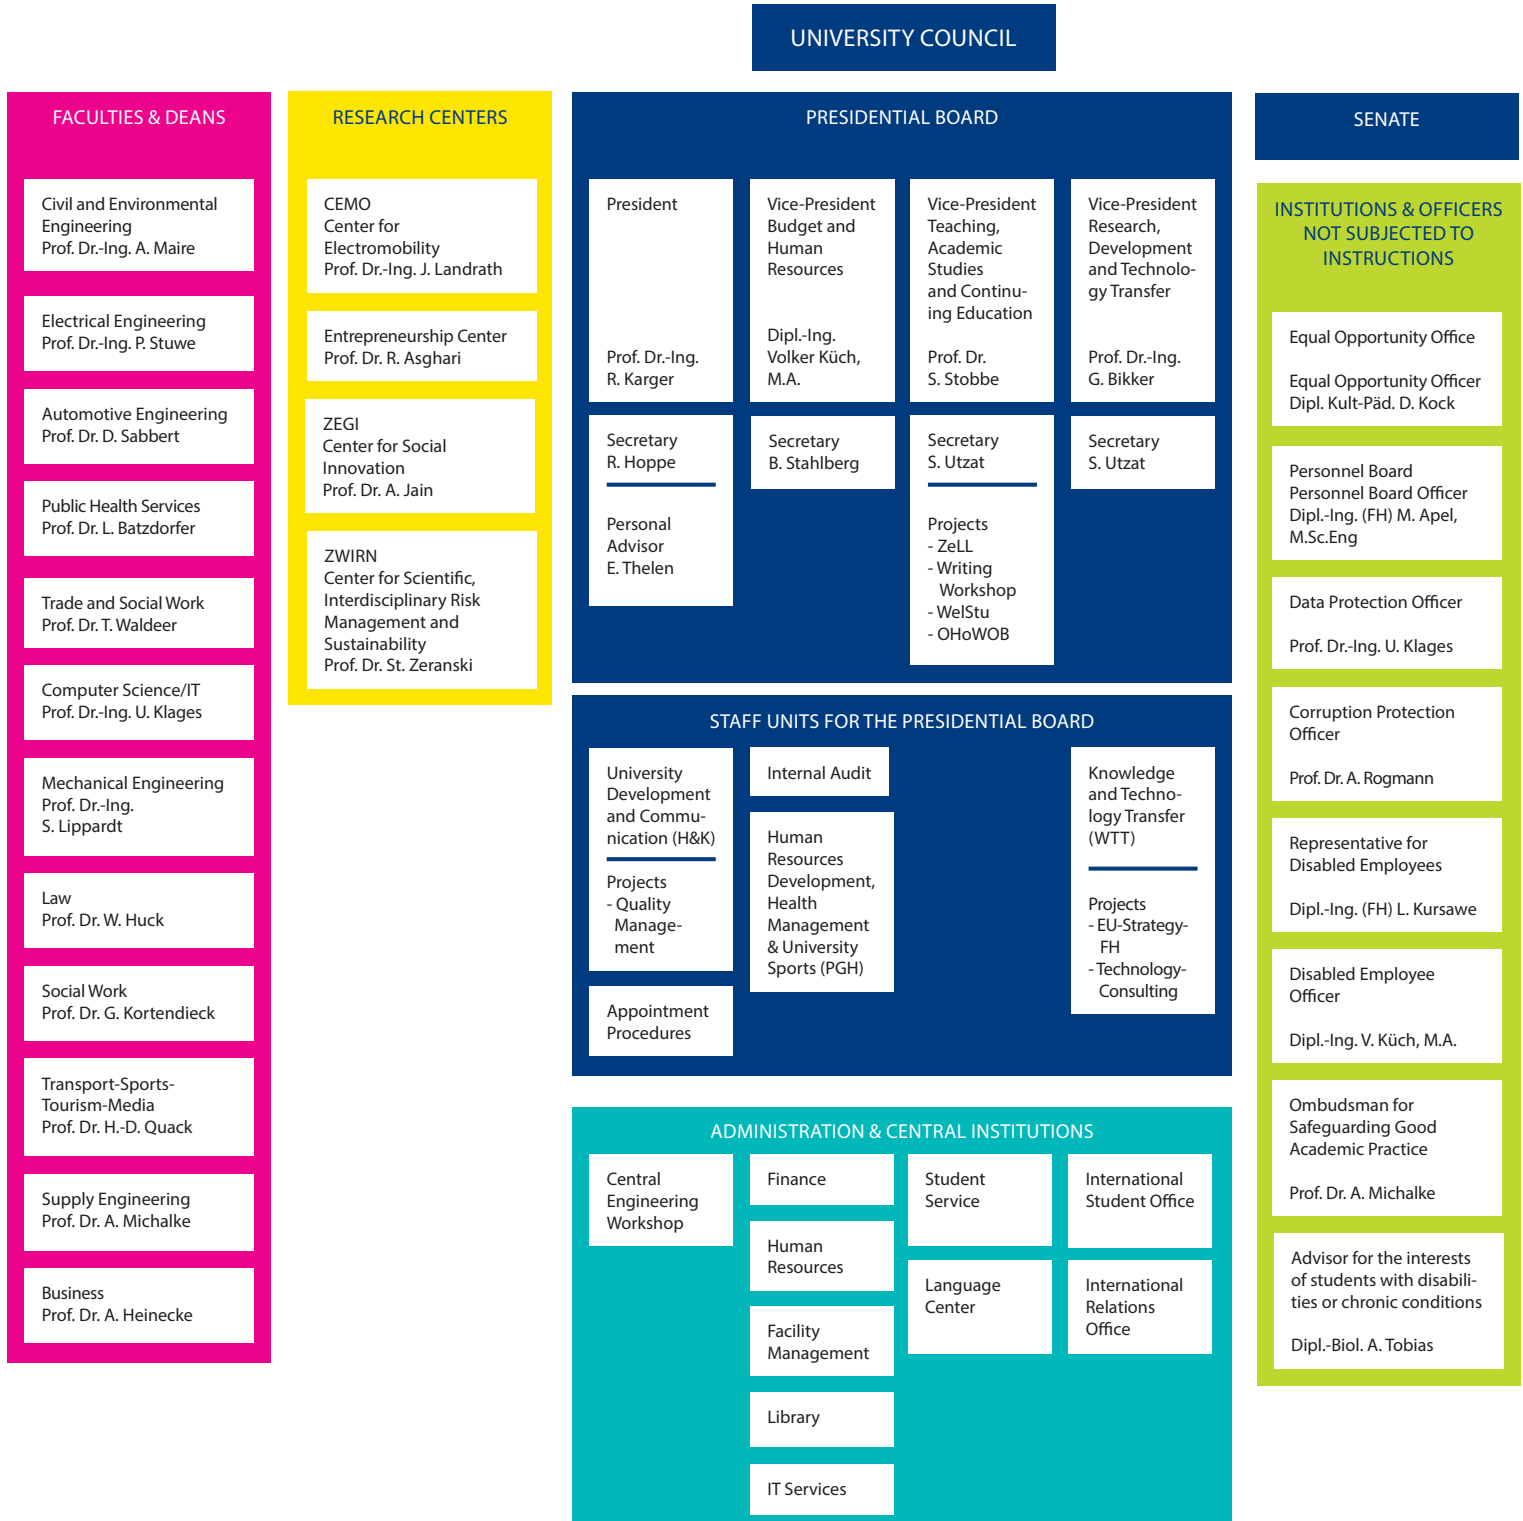 UNIVERSITY COUNCIL
FACULTIES & DEANS
Civil and Environmental
Engineering
Prof. Dr.-Ing. A. Maire
Electrical Engineering
Prof. Dr.-Ing. P. Stuwe
Automotive Engineering
Prof. Dr. D. Sabbert
Public Health Services
Prof. Dr. L. Batzdorfer
Trade and Social Work
Prof. Dr. T. Waldeer
Computer Science/IT
Prof. Dr.-Ing. U. Klages
Mechanical Engineering
Prof. Dr.-Ing.
S. Lippardt
Law
Prof. Dr. W. Huck
Social Work
Prof. Dr. G. Kortendieck
Transport-Sports-
Tourism-Media
Prof. Dr. H.-D. Quack
Supply Engineering
Prof. Dr. A. Michalke
Business
Prof. Dr. A. Heinecke
RESEARCH CENTERS
CEMO
Center for
Electromobility
Prof. Dr.-Ing. J. Landrath
Entrepreneurship Center
Prof. Dr. R. Asghari
ZEGI
Center for Social
Innovation
Prof. Dr. A. Jain
ZWIRN
Center for Scientific,
Interdisciplinary Risk
Management and
Sustainability
Prof. Dr. St. Zeranski
PRESIDENTIAL BOARD
President
Prof. Dr.-Ing.
R. Karger
Secretary
R. Hoppe
Personal
Advisor
E. Thelen
Vice-President
Budget and
Human
Resources
Dipl.-Ing.
Volker Küch,
M.A.
Secretary
B. Stahlberg
Vice-President
Teaching,
Academic
Studies
and Continu-
ing Education
Prof. Dr.
S. Stobbe
Secretary
S. Utzat
Projects
- ZeLL
- Writing
Workshop
- WelStu
- OHoWOB
Vice-President
Research,
Development
and Technolo-
gy Transfer
Prof. Dr.-Ing.
G. Bikker
Secretary
S. Utzat
STAFF UNITS FOR THE PRESIDENTIAL BOARD
University
Development
and Commu-
nication (H&K)
Projects
- Quality
Manage-
ment
Appointment
Procedures
Internal Audit
Human
Resources
Development,
Health
Management
& University
Sports (PGH)
Knowledge
and Techno-
logy Transfer
(WTT)
Projects
- EU-Strategy-
FH
- Technology-
Consulting
ADMINISTRATION & CENTRAL INSTITUTIONS
Central
Engineering
Workshop
Finance
Human
Resources
Facility
Management
Library
IT Services
Student
Service
Language
Center
International
Student Office
International
Relations
Office
SENATE
INSTITUTIONS & OFFICERS
NOT SUBJECTED TO
INSTRUCTIONS
Equal Opportunity Office
Equal Opportunity Officer
Dipl. Kult-Päd. D. Kock
Personnel Board
Personnel Board Officer
Dipl.-Ing. (FH) M. Apel,
M.Sc.Eng
Data Protection Officer
Prof. Dr.-Ing. U. Klages
Corruption Protection
Officer
Prof. Dr. A. Rogmann
Representative for
Disabled Employees
Dipl.-Ing. (FH) L. Kursawe
Disabled Employee
Officer
Dipl.-Ing. V. Küch, M.A.
Ombudsman for
Safeguarding Good
Academic Practice
Prof. Dr. A. Michalke
Advisor for the interests
of students with disabili-
ties or chronic conditions
Dipl.-Biol. A. Tobias